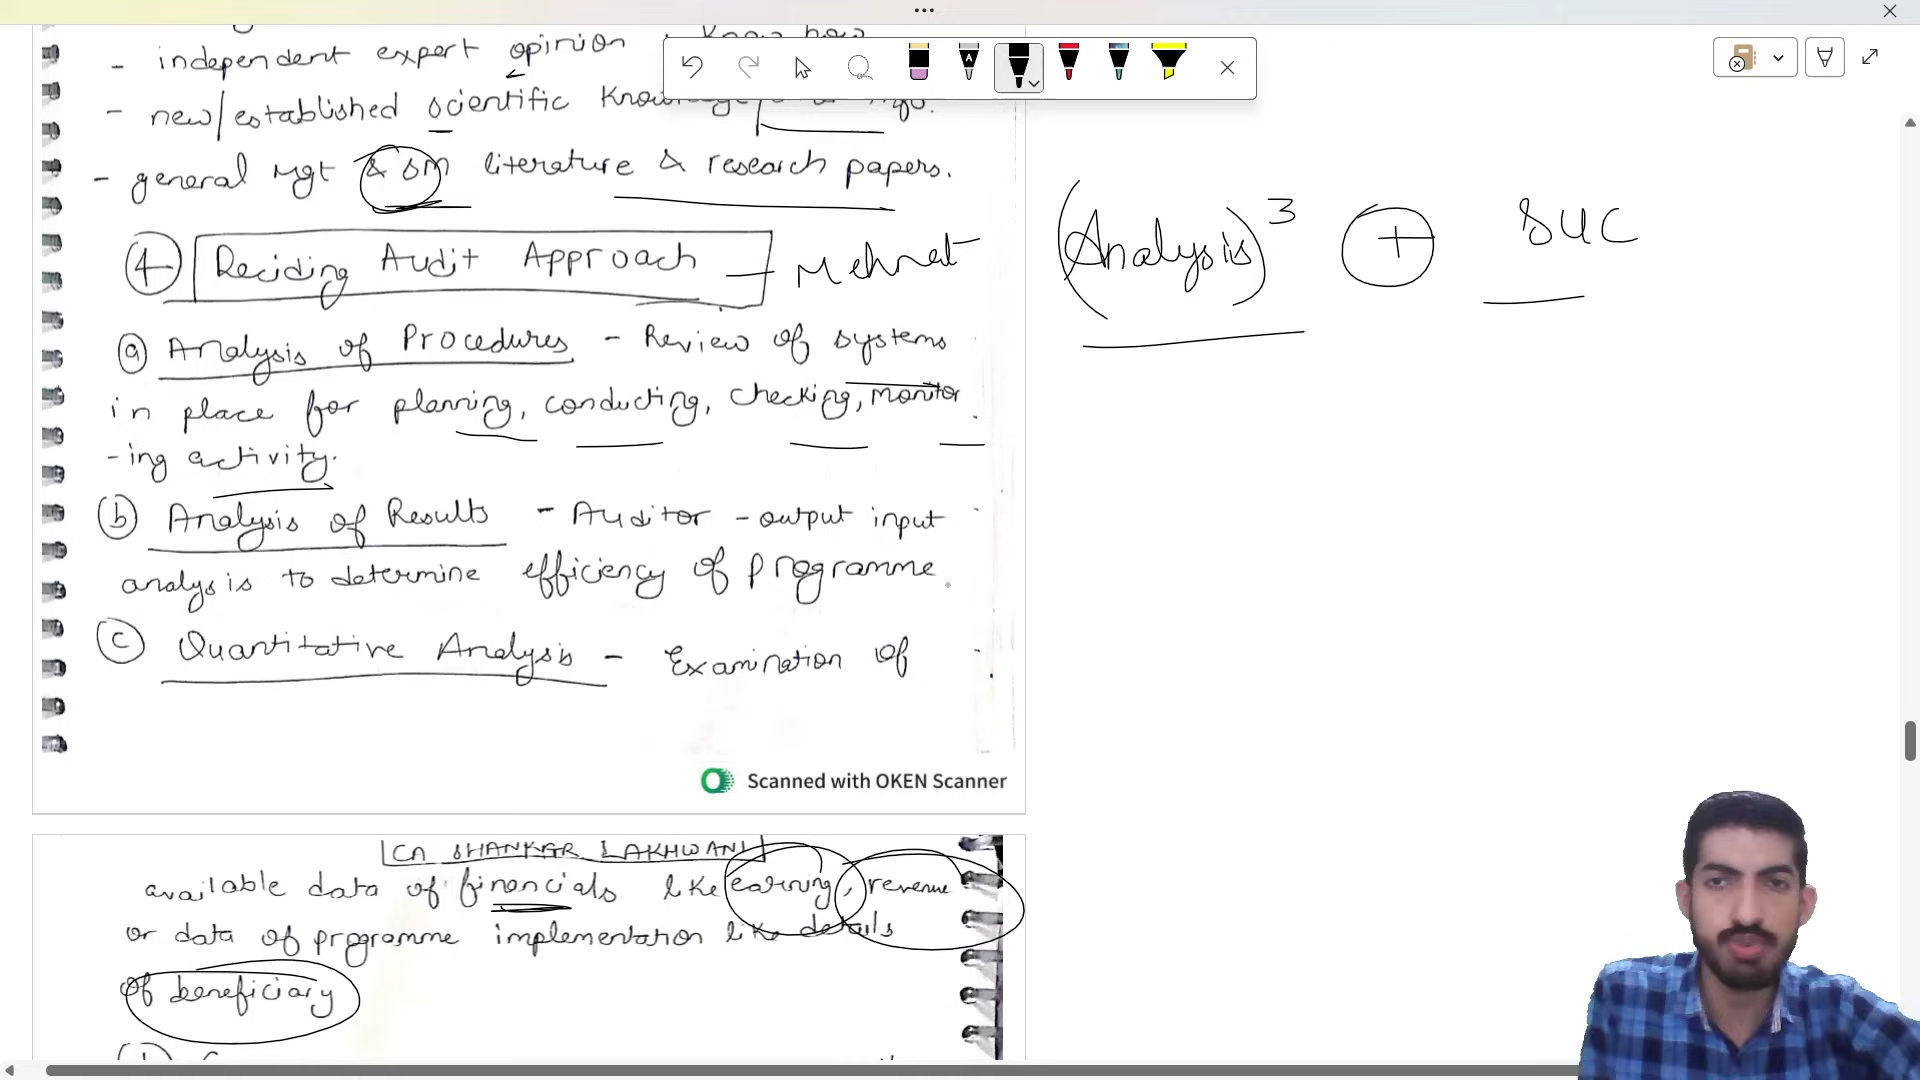 - independent expert opinion
- new/established scientific
- general Mgt & SM literature & research papers.
4 Deciding Audit Approach — Mehnat
(Analysis)³ + SUC
a Analysis of Procedures - Review of systems
in place for planning, conducting, checking, monitor
-ing activity.
b Analysis of Results - Auditor - output input
analysis to determine efficiency of programme.
c Quantitative Analysis - Examination of
Scanned with OKEN Scanner
CA SHANKAR LAKHWANI
available data of financials like earning, revenue
or data of programme implementation like details
of beneficiary